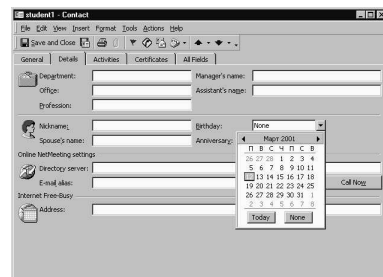 student1 - Contact
File Edit View Insert Format Tools Actions Help
Save and Close
General Details Activities Certificates All Fields
Department: Manager's name:
Office: Assistant's name:
Profession:
Nickname: Birthday: None
Spouse's name: Anniversary:
Март 2001
П В С Ч П С В
26 27 28 1 2 3 4
5 6 7 8 9 10 11
13 14 15 16 17 18
19 20 21 22 23 24 25
26 27 28 29 30 31 1
2 3 4 5 6 7 8
Today None
Online NetMeeting settings
Directory server:
E-mail alias: Call Now
Internet Free-Busy
Address: